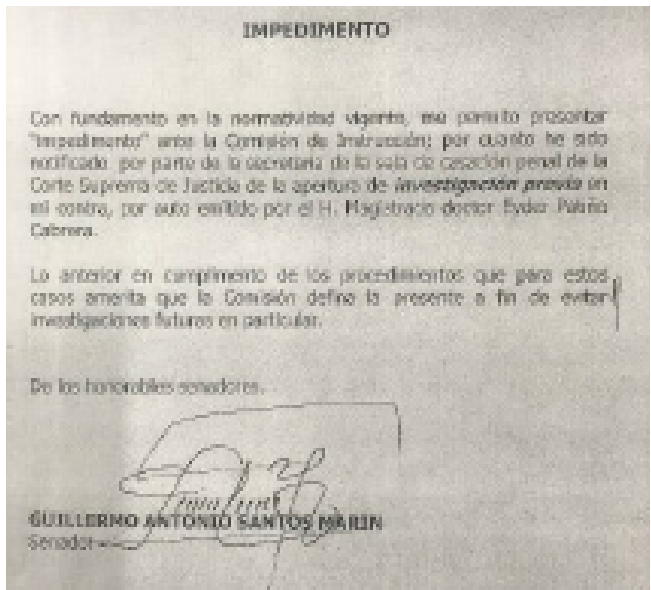 IMPEDIMENTO
Con fundamento en la normatividad vigente, me permito presentar
"impedimento" ante la Comisión de Instrucción; por cuanto he sido
notificado por parte de la secretaria de la sala de casación penal de la
Corte Suprema de Justicia de la apertura de investigación previa en
mi contra, por auto emitido por el H. Magistrado doctor Eyder Patiño
Cabrera.
Lo anterior en cumplimento de los procedimientos que para estos
casos amerita que la Comisión defina la presente a fin de evitar
investigaciones futuras en particular.
De los honorables senadores.
GUILLERMO ANTONIO SANTOS MARIN
Senador